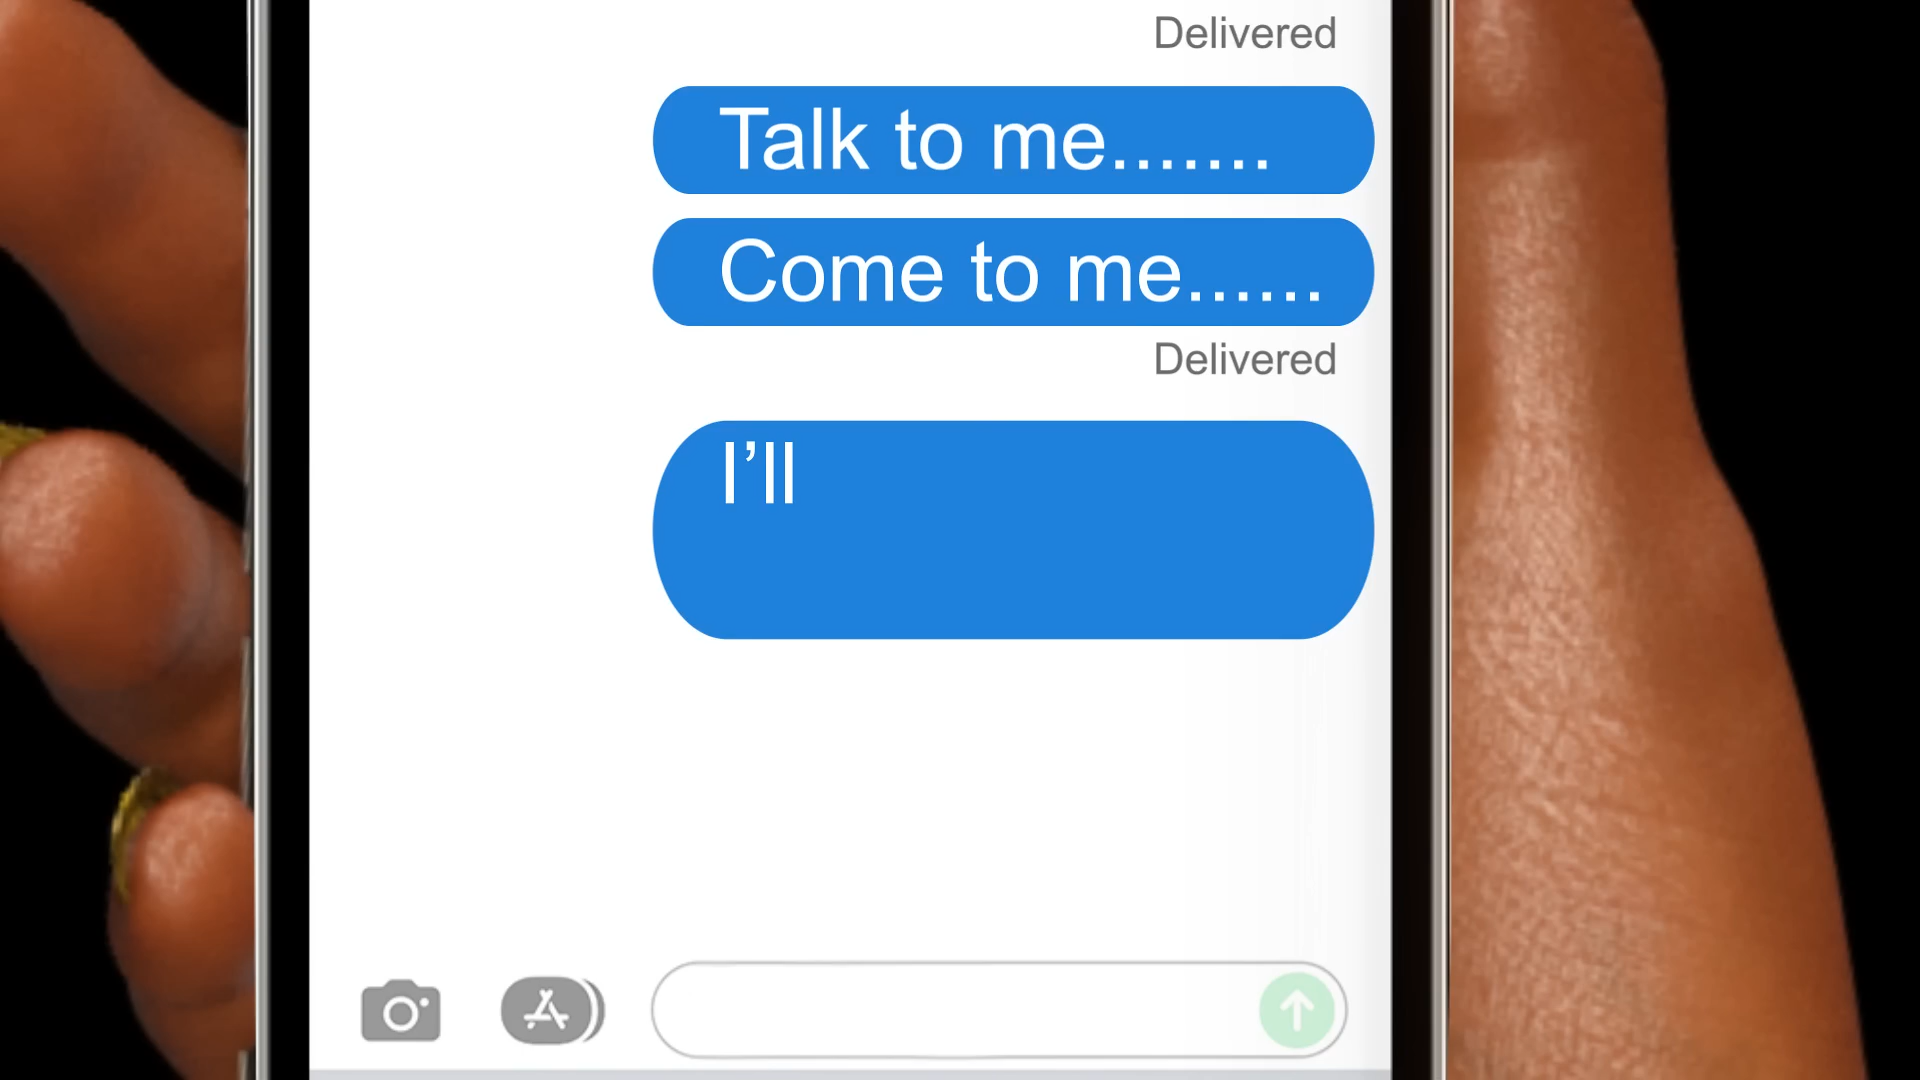 Delivered
Talk to me.......
Come to me......
Delivered
I’ll